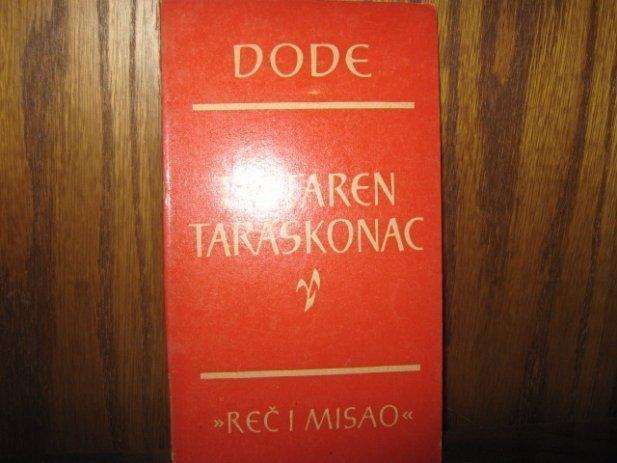 DODE
TARASKONAC
»REČ I MISAO«